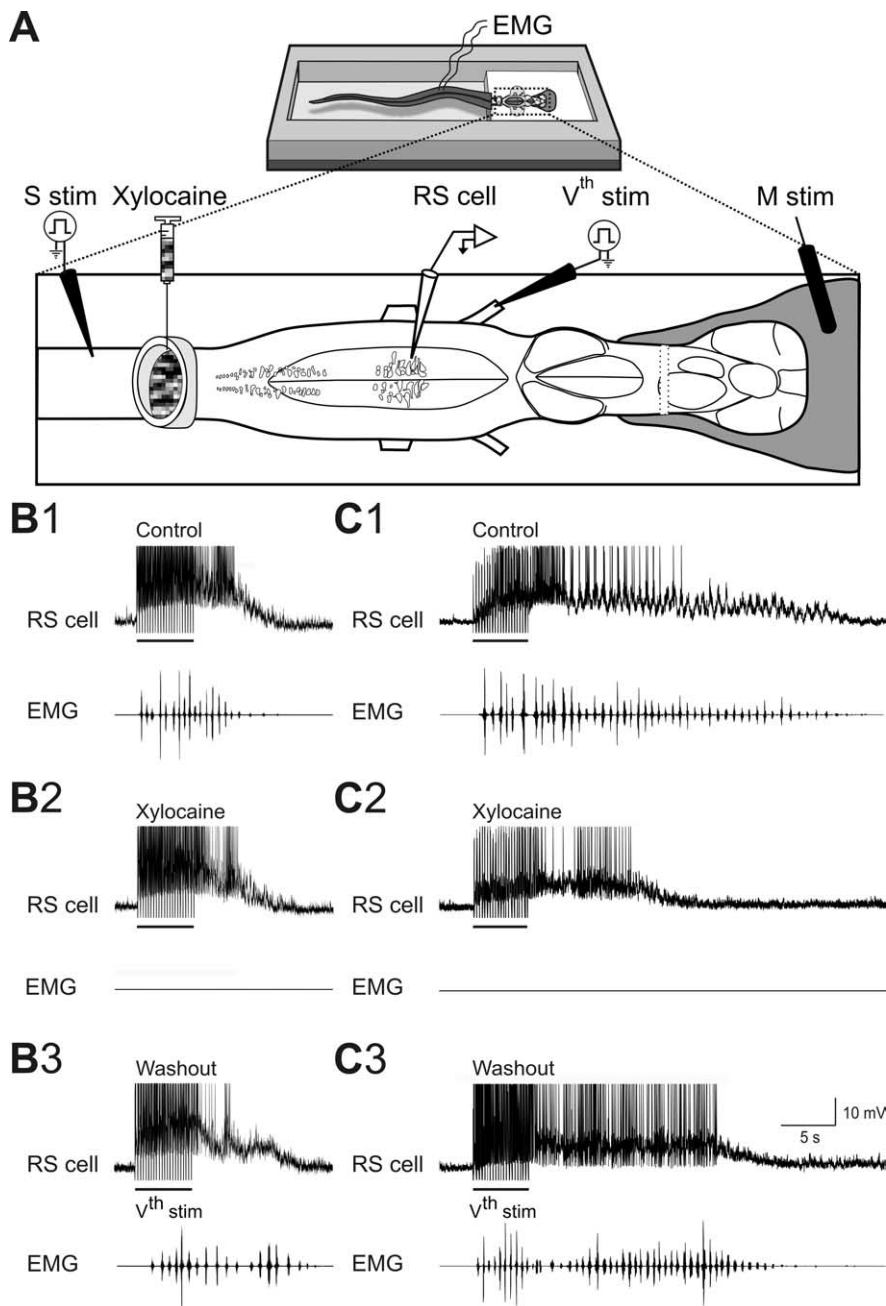 A
EMG
S stim Xylocaine RS cell Vth stim M stim
B1 C1
Control Control
RS cell RS cell
EMG EMG
B2 C2
Xylocaine Xylocaine
RS cell RS cell
EMG EMG
B3 C3
Washout Washout
10 mV
5 s
RS cell RS cell
Vth stim Vth stim
EMG EMG